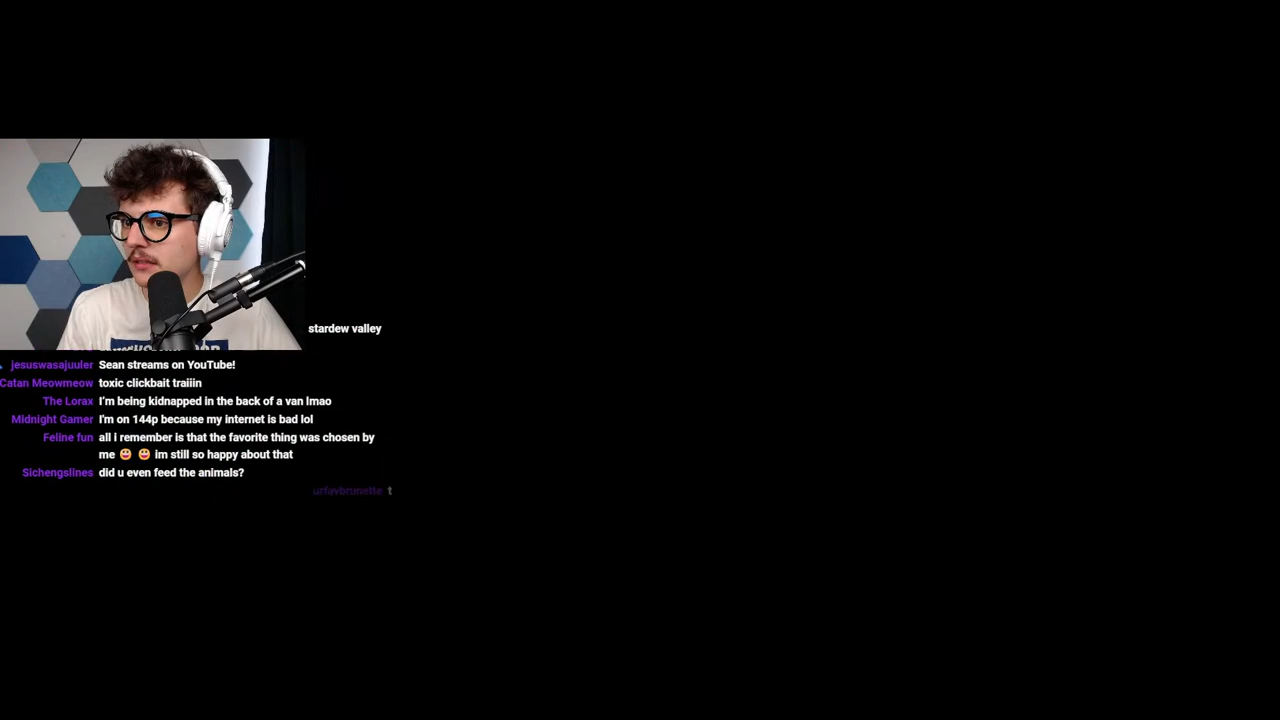 stardew valley
jesuswasajuuler Sean streams on YouTube!
Catan Meowmeow toxic clickbait traiiin
The Lorax I'm being kidnapped in the back of a van lmao
Midnight Gamer I'm on 144p because my internet is bad lol
Feline fun all i remember is that the favorite thing was chosen by
me 😃 😃 im still so happy about that
Sichengslines did u even feed the animals?
urfavbrunette t